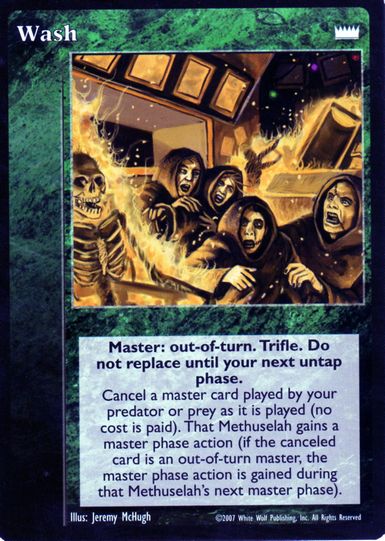 Wash
Master: out-of-turn. Trifle. Do
not replace until your next untap
phase.
Cancel a master card played by your
predator or prey as it is played (no
cost is paid). That Methuselah gains a
master phase action (if the canceled
card is an out-of-turn master, the
master phase action is gained during
that Methuselah's next master phase).
Illus: Jeremy McHugh
©2007 White Wolf Publishing, Inc. All Rights Reserved